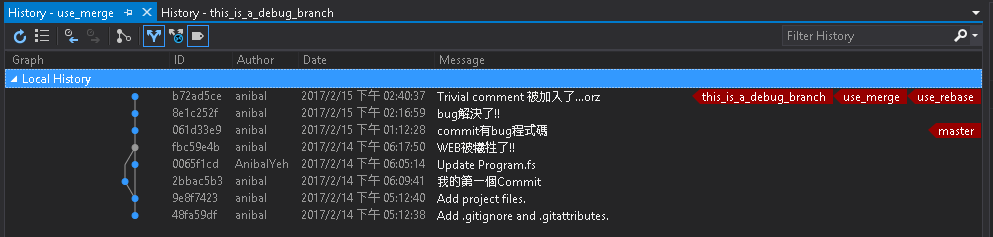 History - use_merge History - this_is_a_debug_branch
Filter History
Graph ID Author Date Message
Local History
b72ad5ce anibal 2017/2/15 下午 02:40:37 Trivial comment 被加入了...orz this_is_a_debug_branch use_merge use_rebase
8e1c252f anibal 2017/2/15 下午 02:16:59 bug解決了!!
061d33e9 anibal 2017/2/15 下午 01:12:28 commit有bug程式碼 master
fbc59e4b anibal 2017/2/14 下午 06:17:50 WEB被犧牲了!!
0065f1cd AnibalYeh 2017/2/14 下午 06:05:14 Update Program.fs
2bbac5b3 anibal 2017/2/14 下午 06:09:41 我的第一個Commit
9e8f7423 anibal 2017/2/14 下午 05:12:40 Add project files.
48fa59df anibal 2017/2/14 下午 05:12:38 Add .gitignore and .gitattributes.